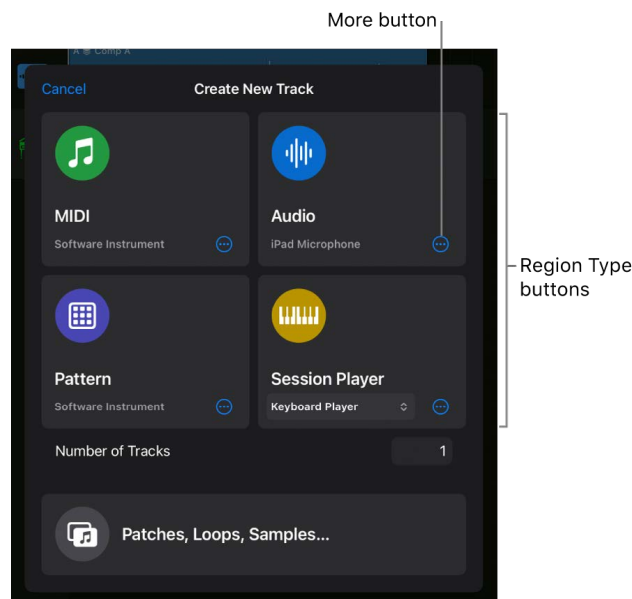 More button
A Comp A
Cancel
Create New Track
MIDI
Software Instrument
Audio
iPad Microphone
Region Type
buttons
Pattern
Software Instrument
Session Player
Keyboard Player
Number of Tracks
1
Patches, Loops, Samples...